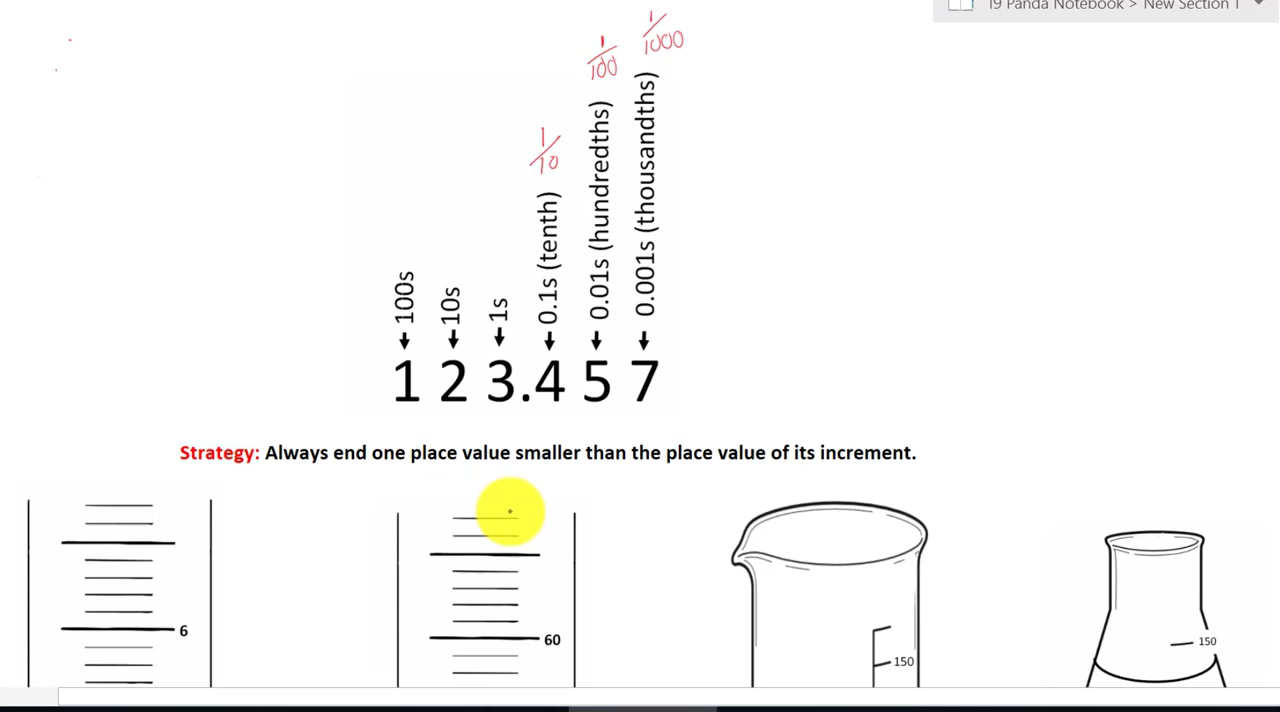 19 Panda Notebook > New Section 1
1/10
1/100
1/1000
100s
10s
1s
0.1s (tenth)
0.01s (hundredths)
0.001s (thousandths)
1 2 3.4 5 7
Strategy: Always end one place value smaller than the place value of its increment.
6
60
150
150